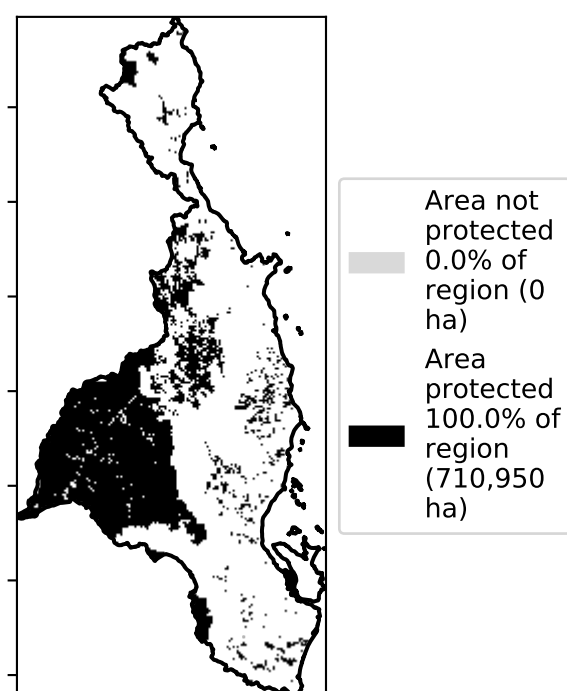 Area not
protected
0.0% of
region (0
ha)
Area
protected
100.0% of
region
(710,950
ha)